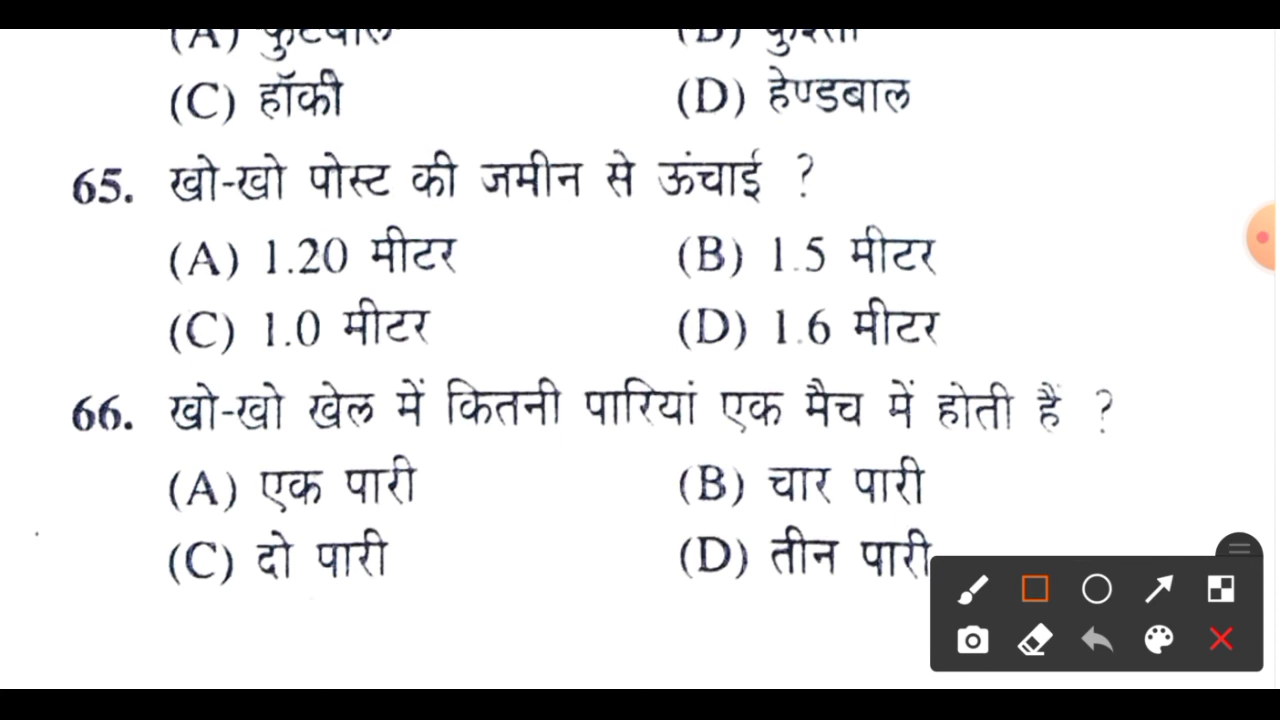 (C) हॉकी (D) हेण्डबाल
65. खो-खो पोस्ट की जमीन से ऊंचाई ?
(A) 1.20 मीटर (B) 1.5 मीटर
(C) 1.0 मीटर (D) 1.6 मीटर
66. खो-खो खेल में कितनी पारियां एक मैच में होती हैं ?
(A) एक पारी (B) चार पारी
(C) दो पारी (D) तीन पारी